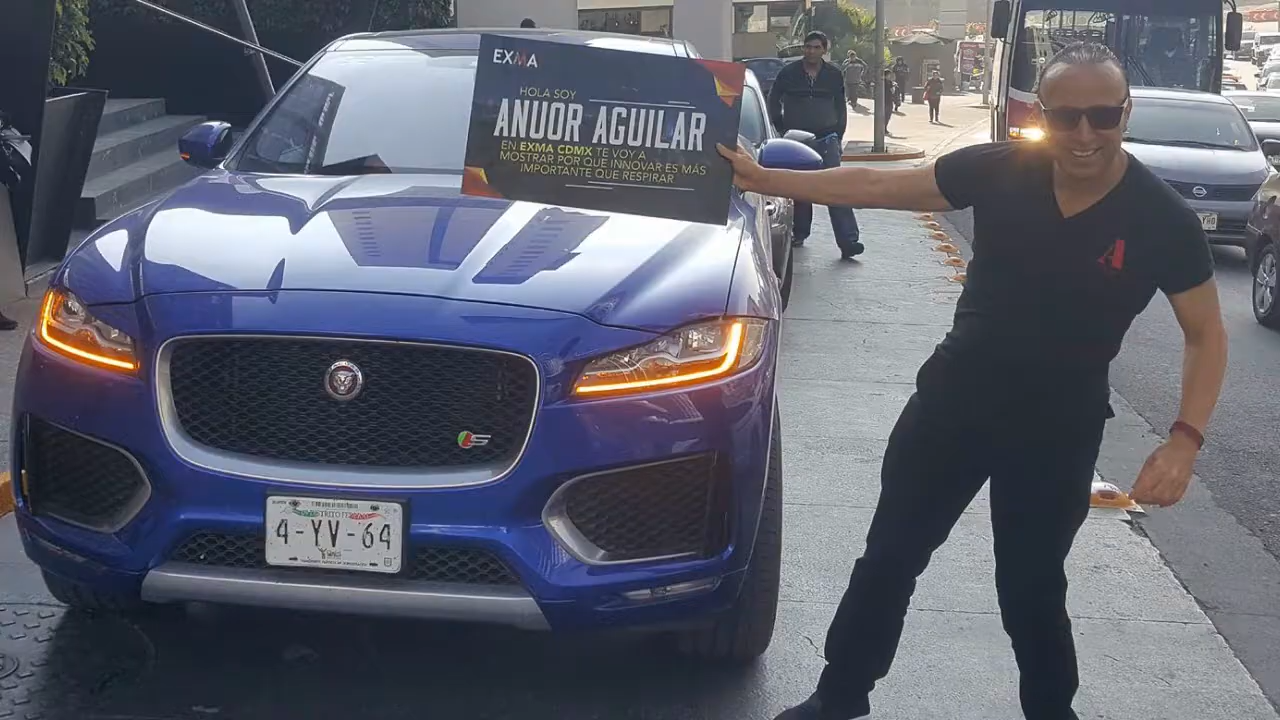 EXMA
HOLA SOY
ANUOR AGUILAR
EN EXMA CDMX TE VOY A
MOSTRAR POR QUE INNOVAR ES MÁS
IMPORTANTE QUE RESPIRAR
S
4-YV-64